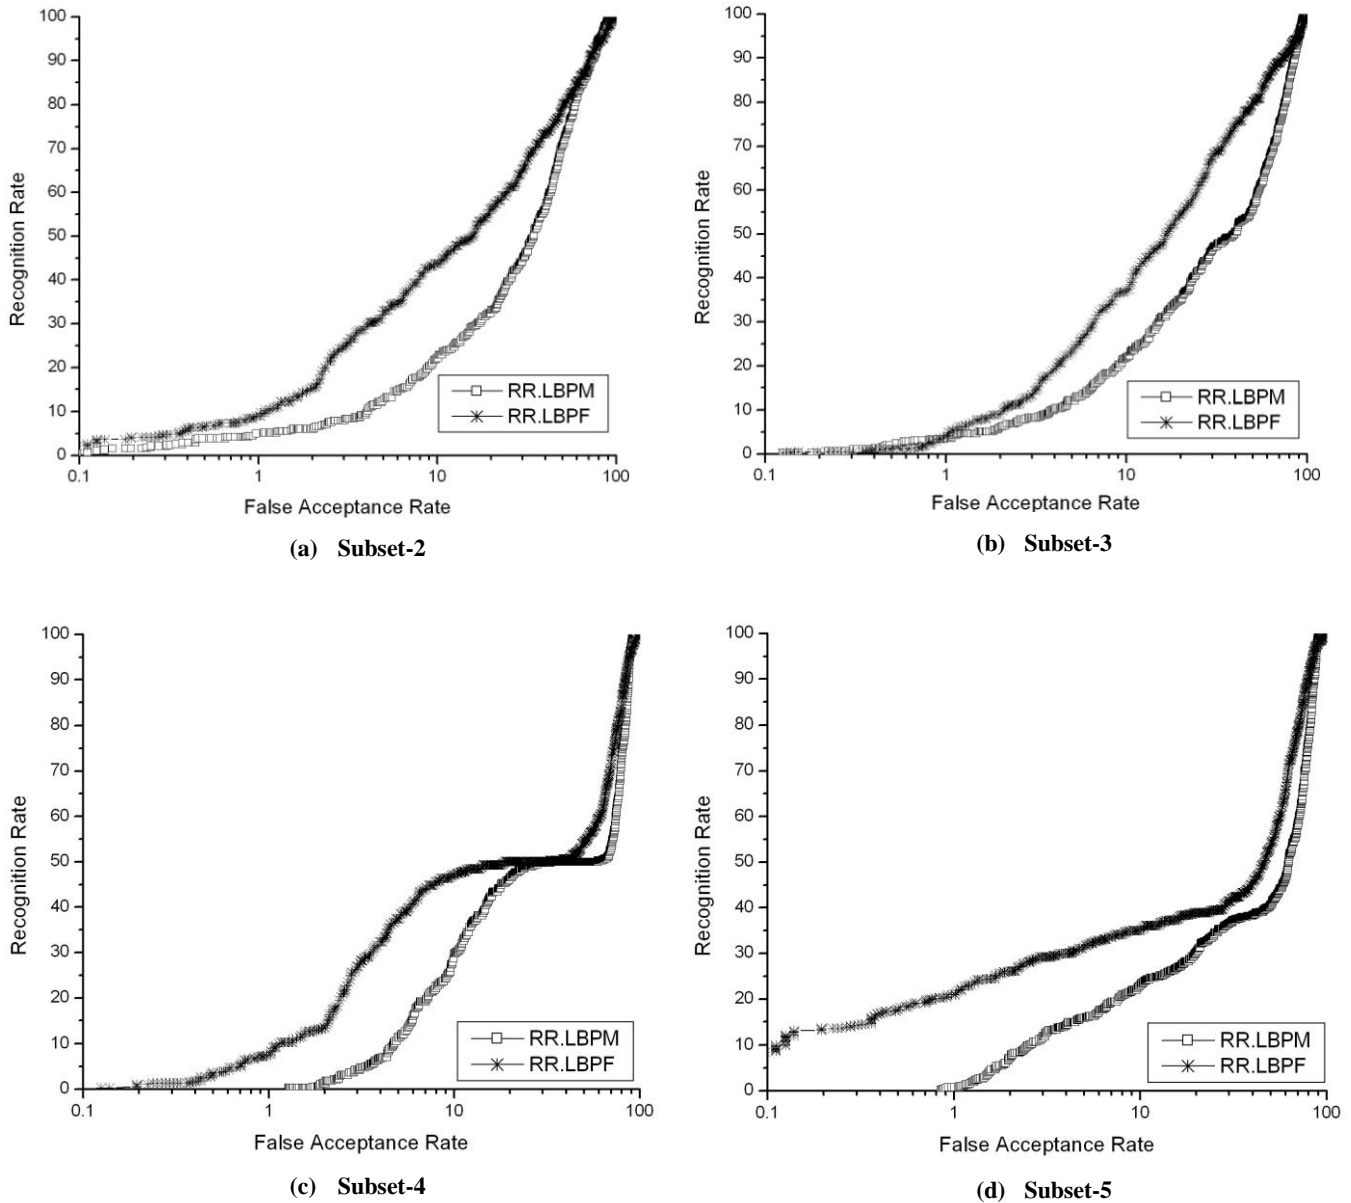 100
90
80
70
60
50
40
30
20
10
0
Recognition Rate
RR.LBPM
RR.LBPF
0.1 1 10 100
False Acceptance Rate
(a) Subset-2
100
90
80
70
60
50
40
30
20
10
0
Recognition Rate
RR.LBPM
RR.LBPF
0.1 1 10 100
False Acceptance Rate
(b) Subset-3
100
90
80
70
60
50
40
30
20
10
0
Recognition Rate
RR.LBPM
RR.LBPF
0.1 1 10 100
False Acceptance Rate
(c) Subset-4
100
90
80
70
60
50
40
30
20
10
0
Recognition Rate
RR.LBPM
RR.LBPF
0.1 1 10 100
False Acceptance Rate
(d) Subset-5